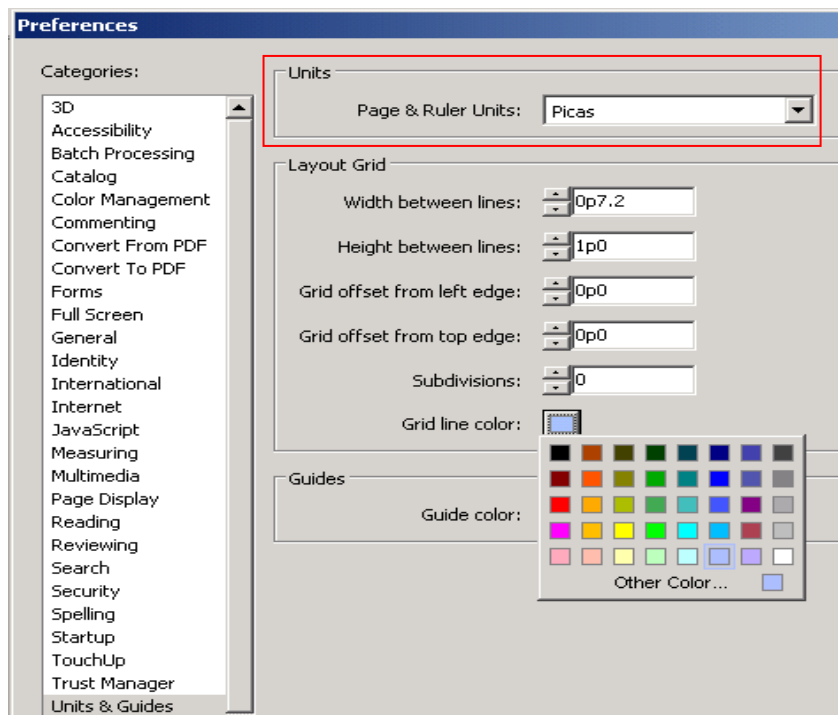 Preferences
Categories:
3D
Accessibility
Batch Processing
Catalog
Color Management
Commenting
Convert From PDF
Convert To PDF
Forms
Full Screen
General
Identity
International
Internet
JavaScript
Measuring
Multimedia
Page Display
Reading
Reviewing
Search
Security
Spelling
Startup
TouchUp
Trust Manager
Units & Guides
Units
Page & Ruler Units: Picas
Layout Grid
Width between lines: 0p7.2
Height between lines: 1p0
Grid offset from left edge: 0p0
Grid offset from top edge: 0p0
Subdivisions: 0
Grid line color:
Other Color...
Guides
Guide color: